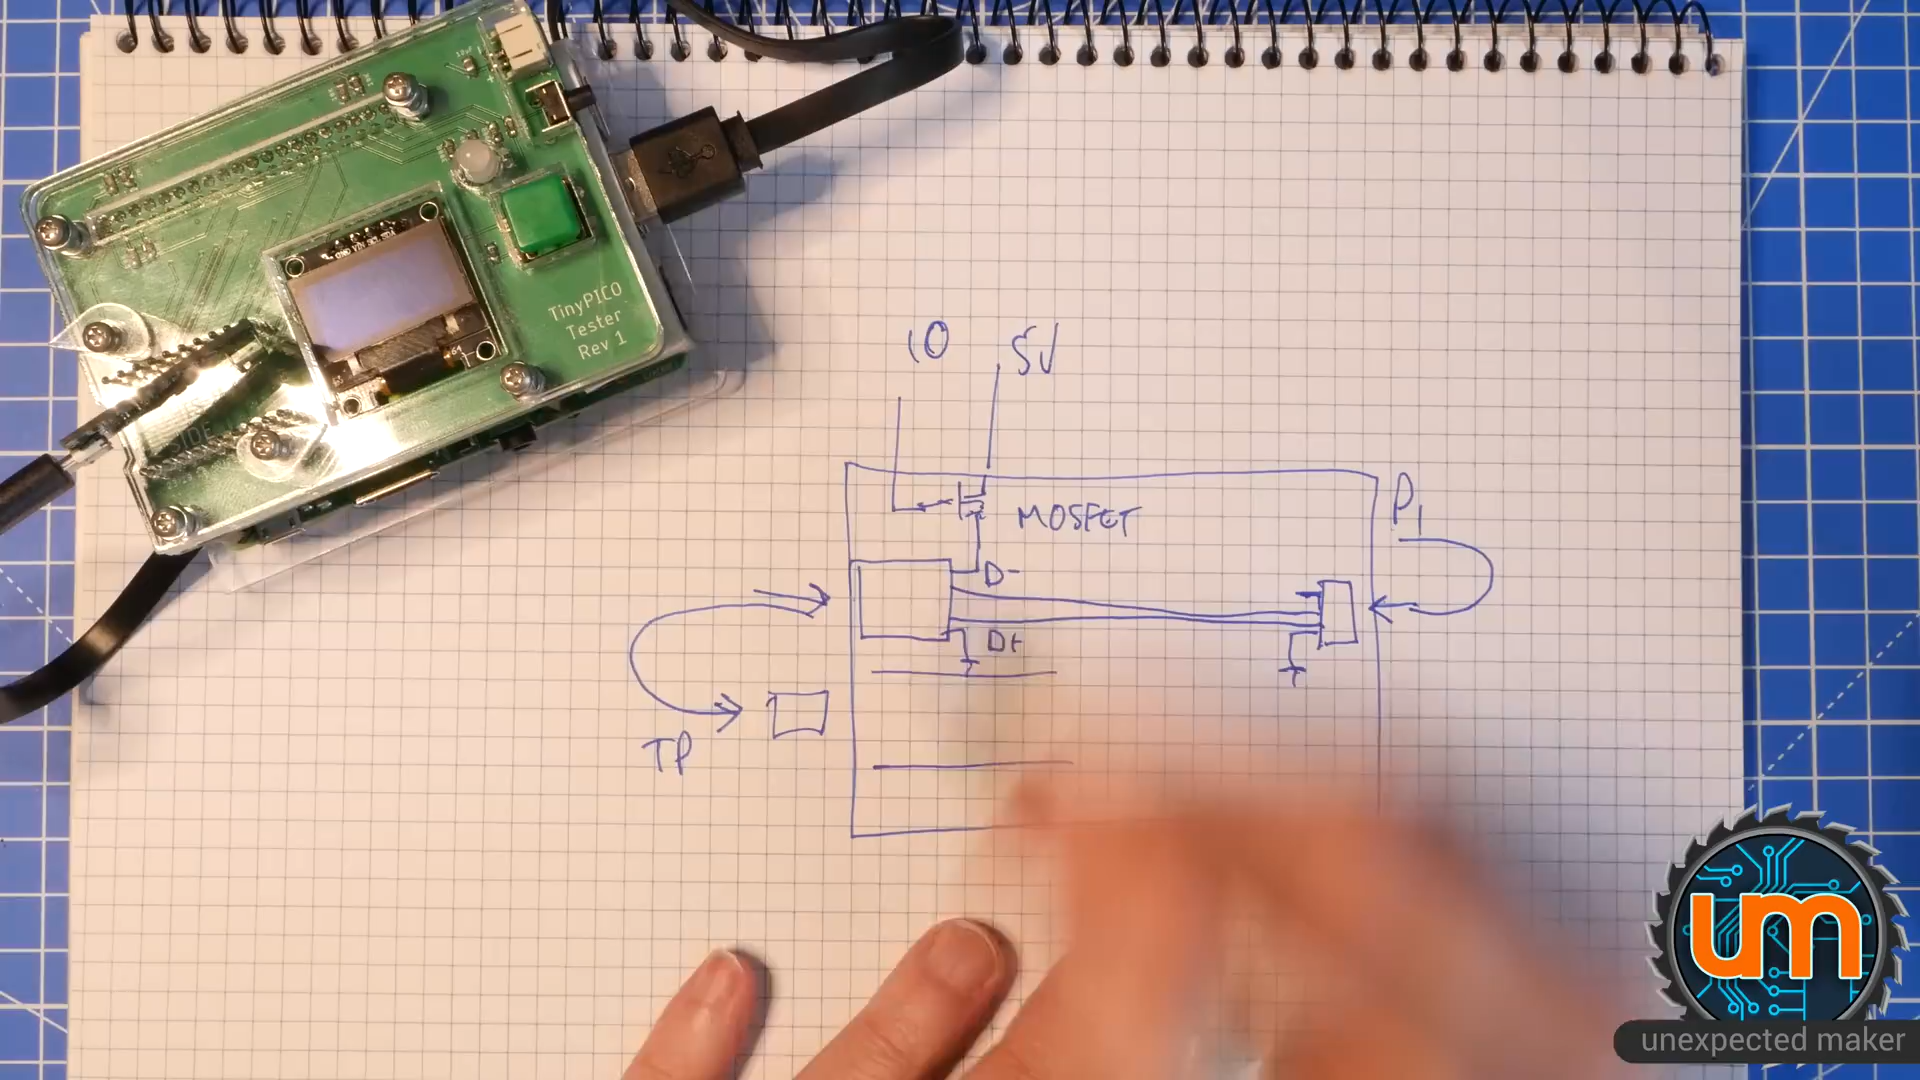 TinyPICO
Tester
Rev 1
IO 5V
MOSFET
P1
D-
D+
TP
um
unexpected maker